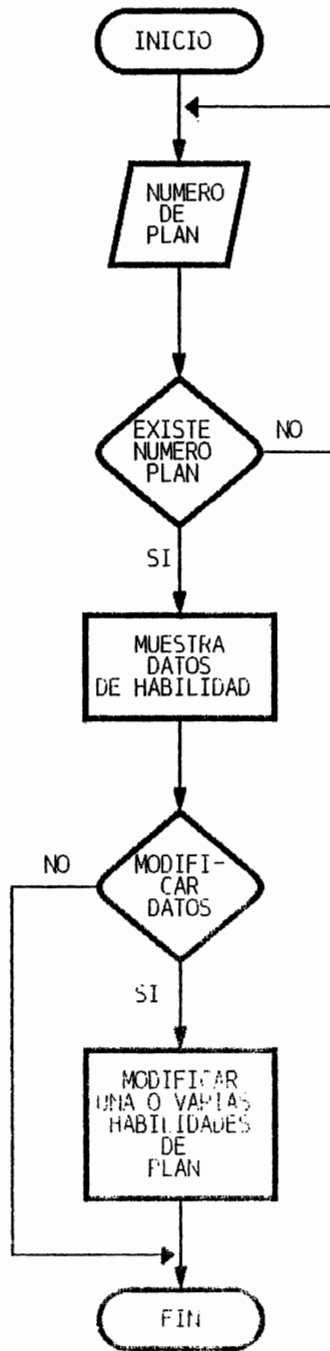 INICIO
NUMERO
DE
PLAN
EXISTE
NUMERO
PLAN
NO
SI
MUESTRA
DATOS
DE HABILIDAD
NO
MODIFI-
CAR
DATOS
SI
MODIFICAR
UNA O VARIAS
HABILIDADES
DE
PLAN
FIN